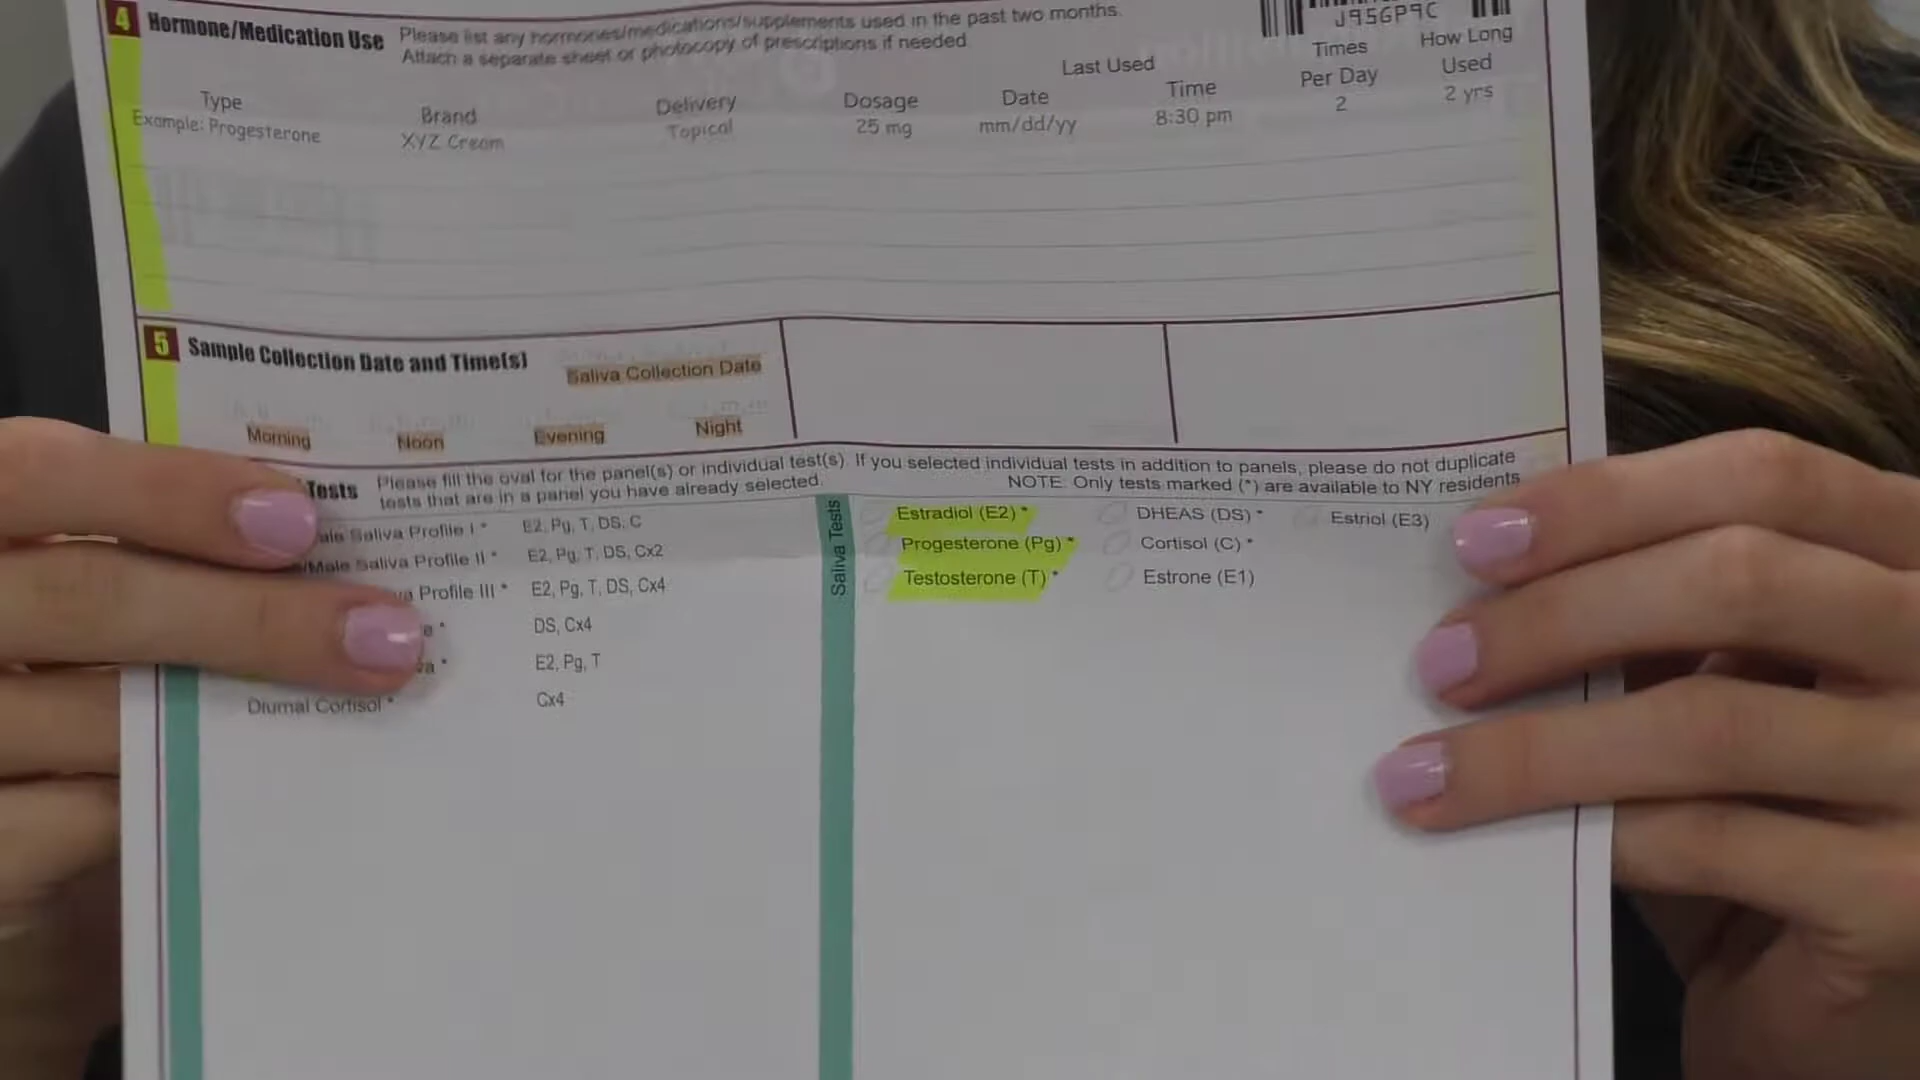 4 Hormone/Medication Use Please list any hormones/medications/supplements used in the past two months.
Attach a separate sheet or photocopy of prescriptions if needed
J9SGP9C
Last Used Times How Long
Type Brand Delivery Dosage Date Time Per Day Used
Example: Progesterone XYZ Cream Topical 25 mg mm/dd/yy 8:30 pm 2 2 yrs
5 Sample Collection Date and Time(s) Saliva Collection Date
Morning Noon Evening Night
Tests Please fill the oval for the panel(s) or individual test(s). If you selected individual tests in addition to panels, please do not duplicate
tests that are in a panel you have already selected. NOTE: Only tests marked (*) are available to NY residents
ale Saliva Profile I * E2, Pg, T, DS, C
/Male Saliva Profile II * E2, Pg, T, DS, Cx2
va Profile III * E2, Pg, T, DS, Cx4
e * DS, Cx4
va * E2, Pg, T
Diurnal Cortisol * Cx4
Saliva Tests
Estradiol (E2) * DHEAS (DS) * Estriol (E3)
Progesterone (Pg) * Cortisol (C) *
Testosterone (T) * Estrone (E1)